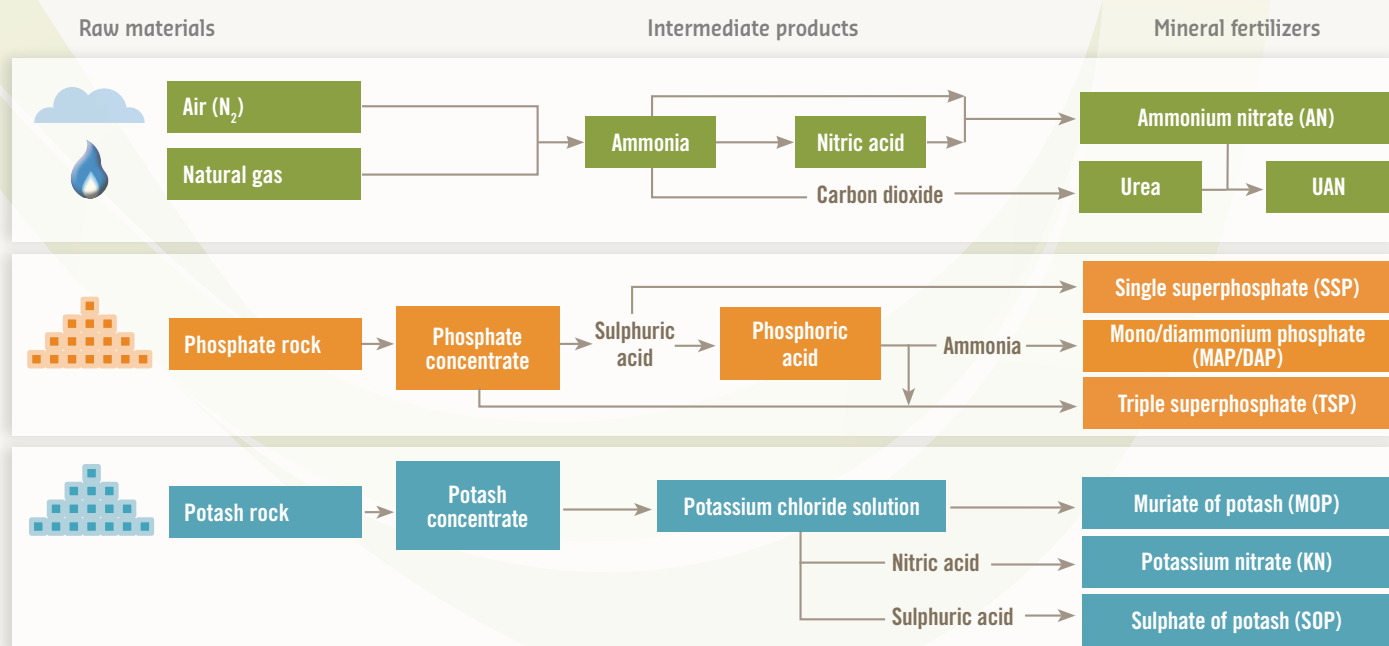 Raw materials
Intermediate products
Mineral fertilizers
Air (N₂)
Natural gas
Ammonia
Nitric acid
Carbon dioxide
Ammonium nitrate (AN)
Urea
UAN
Phosphate rock
Phosphate
concentrate
Sulphuric
acid
Phosphoric
acid
Ammonia
Single superphosphate (SSP)
Mono/diammonium phosphate
(MAP/DAP)
Triple superphosphate (TSP)
Potash rock
Potash
concentrate
Potassium chloride solution
Nitric acid
Sulphuric acid
Muriate of potash (MOP)
Potassium nitrate (KN)
Sulphate of potash (SOP)